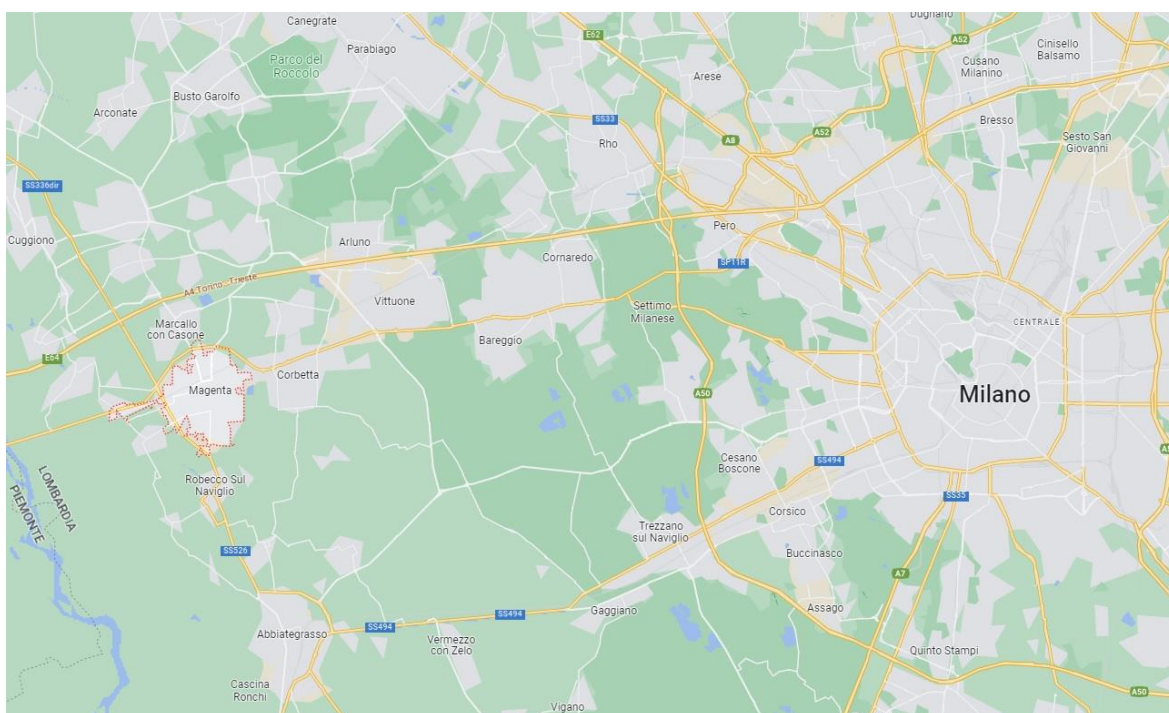 Canegrate
Dugnano
A52
Cinisello
Balsamo
E62
Parabiago
Parco del
Roccolo
Cusano
Milanino
Arese
Busto Garolfo
Arconate
SS33
Bresso
A8
A52
Rho
Sesto San
Giovanni
SS336dir
Pero
Cuggiono
Arluno
Cornaredo
SP11R
A4 Torino - Trieste
Vittuone
Settimo
Milanese
CENTRALE
Marcallo
con Casone
Bareggio
E64
Corbetta
Magenta
A50
Milano
Cesano
Boscone
SS494
LOMBARDIA
PIEMONTE
Robecco Sul
Naviglio
SS35
Corsico
Trezzano
sul Naviglio
SS526
Buccinasco
A7
Gaggiano
Assago
SS494
SS494
Abbiategrasso
Vermezzo
con Zelo
Quinto Stampi
Cascina
Ronchi
A50
Vigano